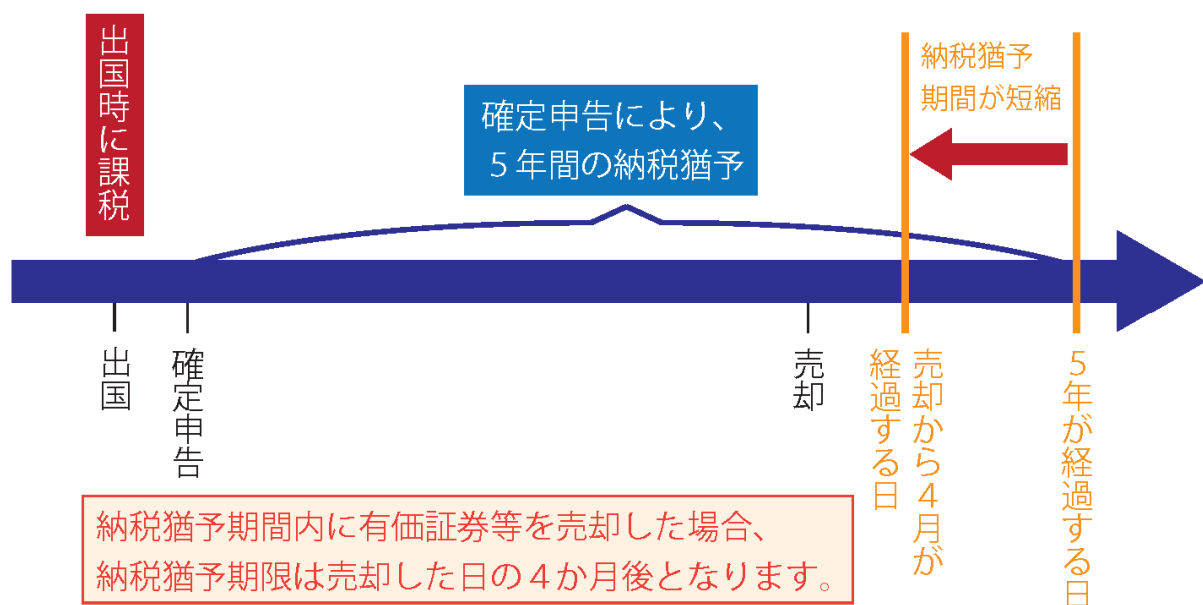 出国時に課税
確定申告により、
５年間の納税猶予
納税猶予
期間が短縮
出国
確定申告
売却
売却から４月が
経過する日
５年が経過する日
納税猶予期間内に有価証券等を売却した場合、
納税猶予期限は売却した日の４か月後となります。